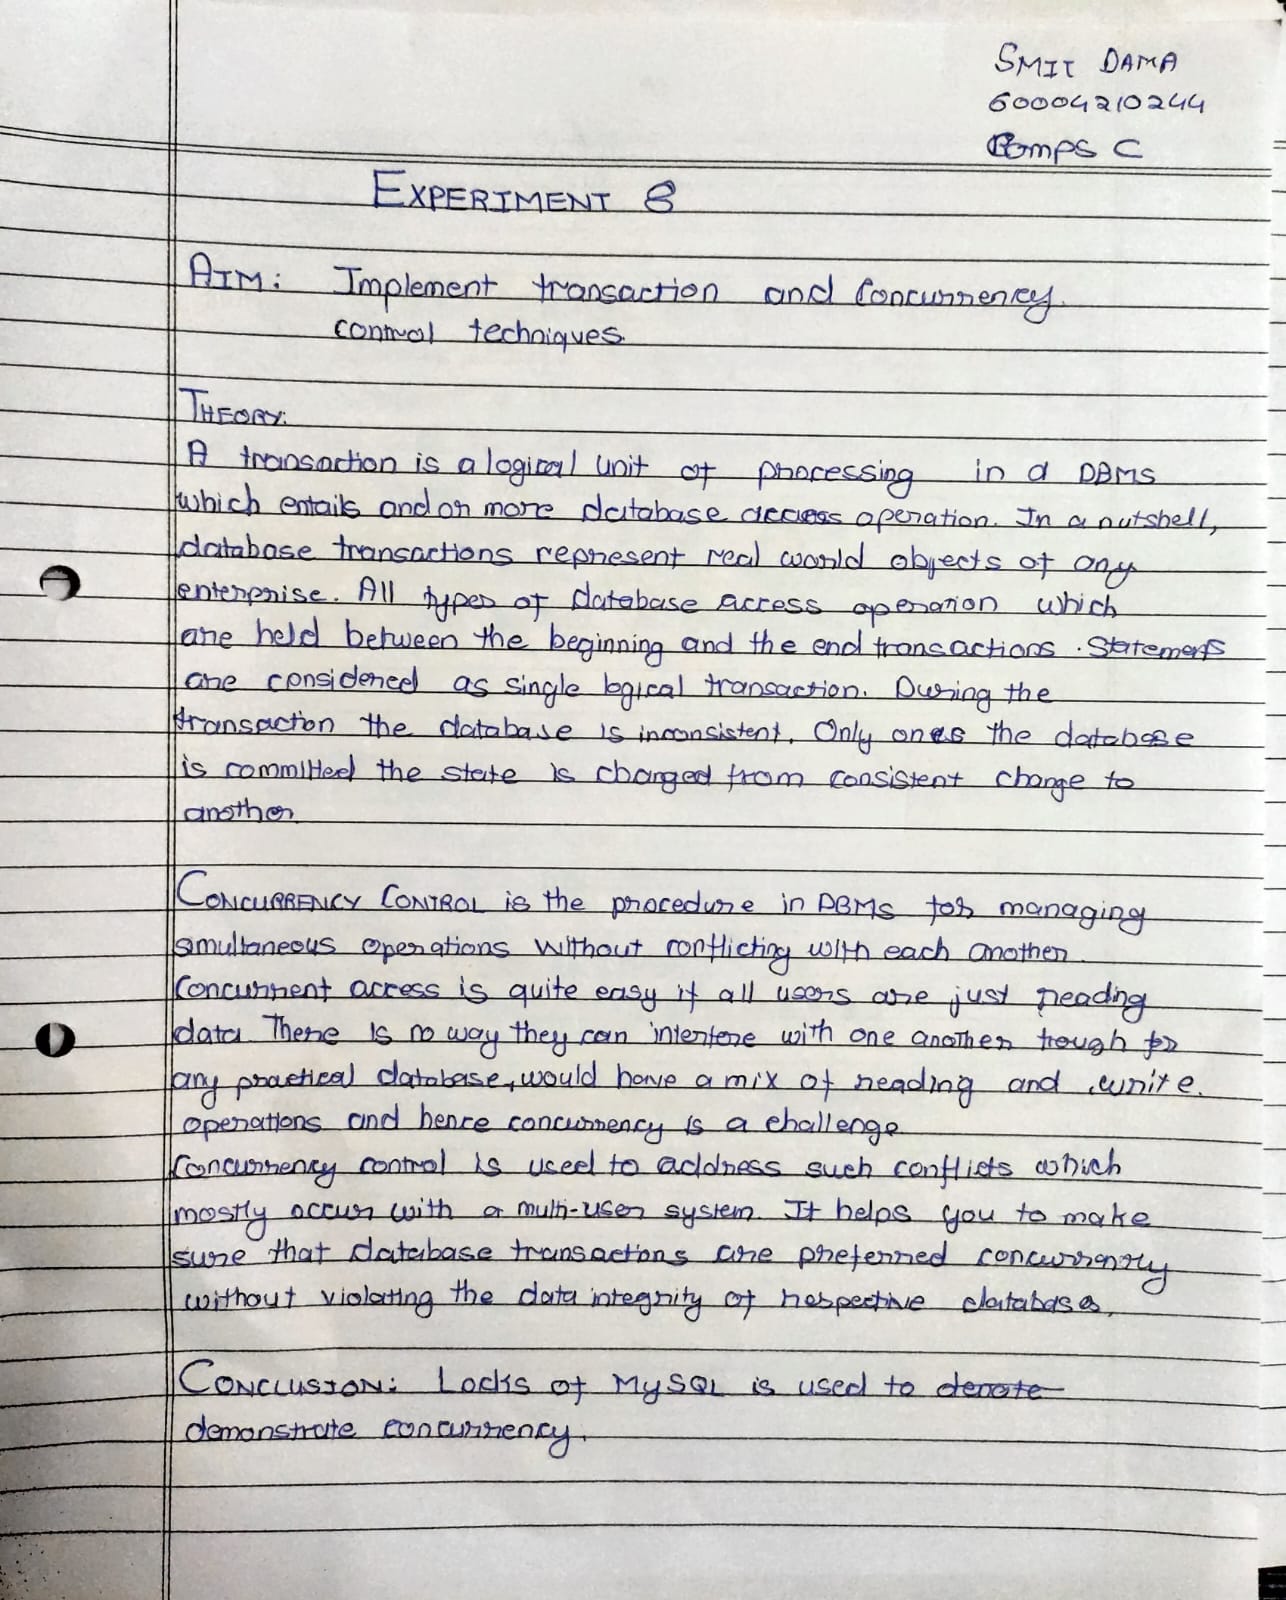 SMIT DAMA
60004210244
Comps C
EXPERIMENT 8
AIM: Implement transaction and Concurrency
control techniques.
THEORY:
A transaction is a logical unit of processing in a DBMS
which entails and or more database access operation. In a nutshell,
database transactions represent real world objects of any
enterprise. All types of database access operation which
are held between the beginning and the end transactions. Statements
are considered as single logical transaction. During the
transaction the database is inconsistent. Only ones the database
is committed the state is changed from consistent change to
another
CONCURRENCY CONTROL is the procedure in DBMS for managing
simultaneous operations without conflicting with each another
Concurrent access is quite easy if all users are just reading
data. There is no way they can interfere with one another trough for
any practical database, would have a mix of reading and write.
operations and hence concurrency is a challenge
Concurrency control is used to address such conflicts which
mostly occur with a multi-user system. It helps you to make
sure that database transactions are preferred concurrently
without violating the data integrity of respective databases,
CONCLUSION: Locks of MySQL is used to denote
demonstrate concurrency.